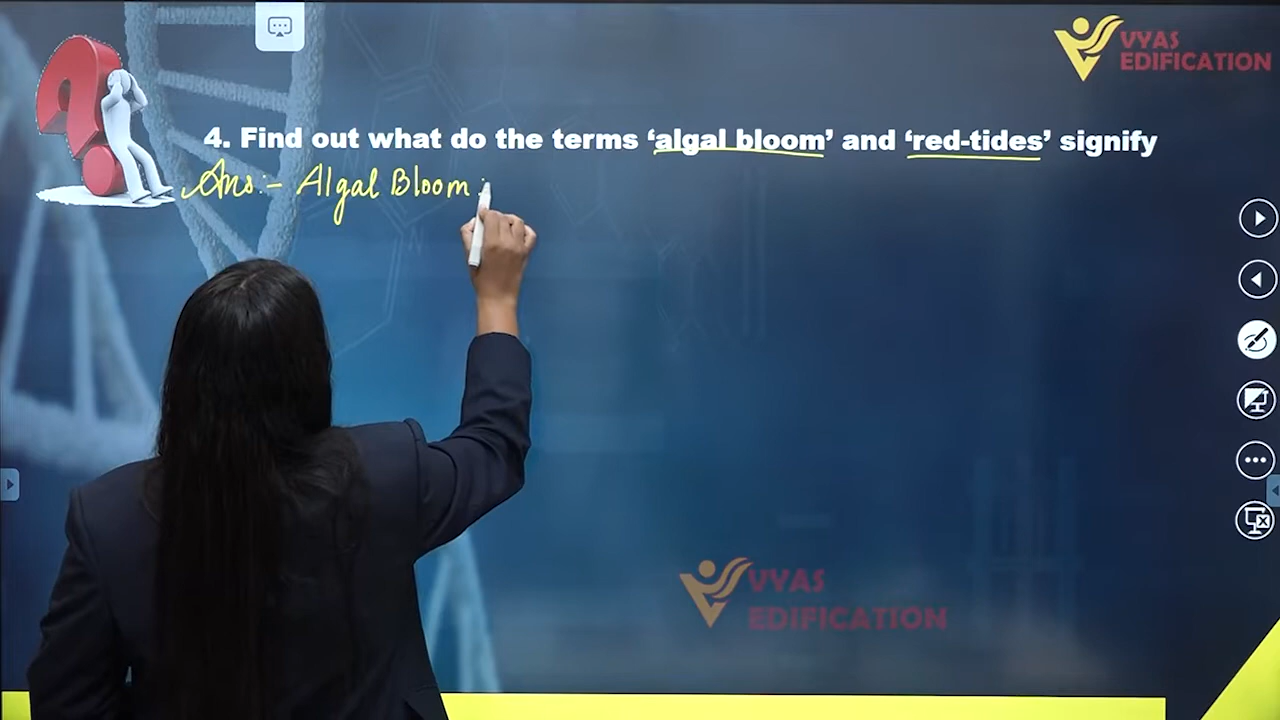 VYAS
EDIFICATION
4. Find out what do the terms ‘algal bloom’ and ‘red-tides’ signify
Ans:- Algal Bloom :
VYAS
EDIFICATION